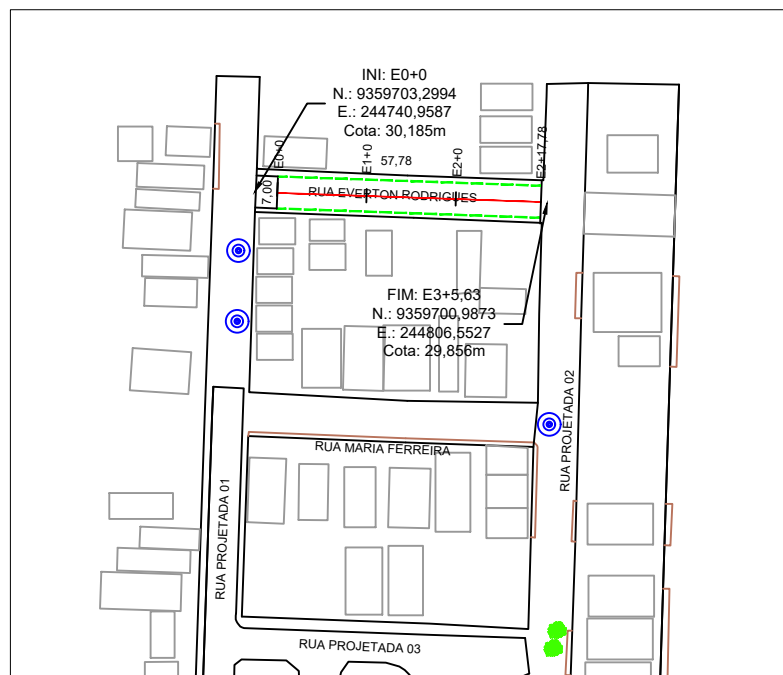 INI: E0+0
N.: 9359703,2994
E.: 244740,9587
Cota: 30,185m
E0+0
E1+0
57,78
E2+0
E2+17,78
7,00
RUA EVERTON RODRIGUES
FIM: E3+5,63
N.: 9359700,9873
E.: 244806,5527
Cota: 29,856m
RUA PROJETADA 02
RUA MARIA FERREIRA
RUA PROJETADA 01
RUA PROJETADA 03